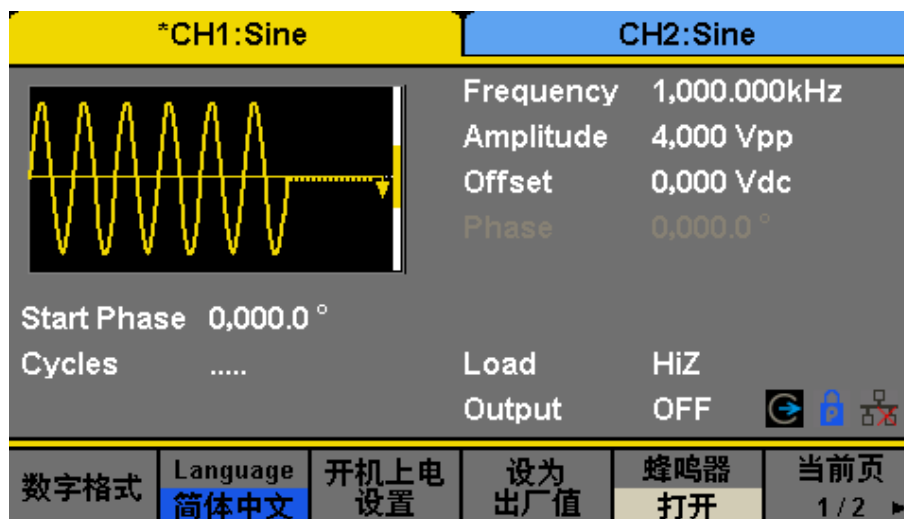 *CH1:Sine
CH2:Sine
Frequency 1,000.000kHz
Amplitude 4,000 Vpp
Offset 0,000 Vdc
Phase 0,000.0 °
Start Phase 0,000.0 °
Cycles .....
Load HiZ
Output OFF
P
数字格式
Language
简体中文
开机上电
设置
设为
出厂值
蜂鸣器
打开
当前页
1/2